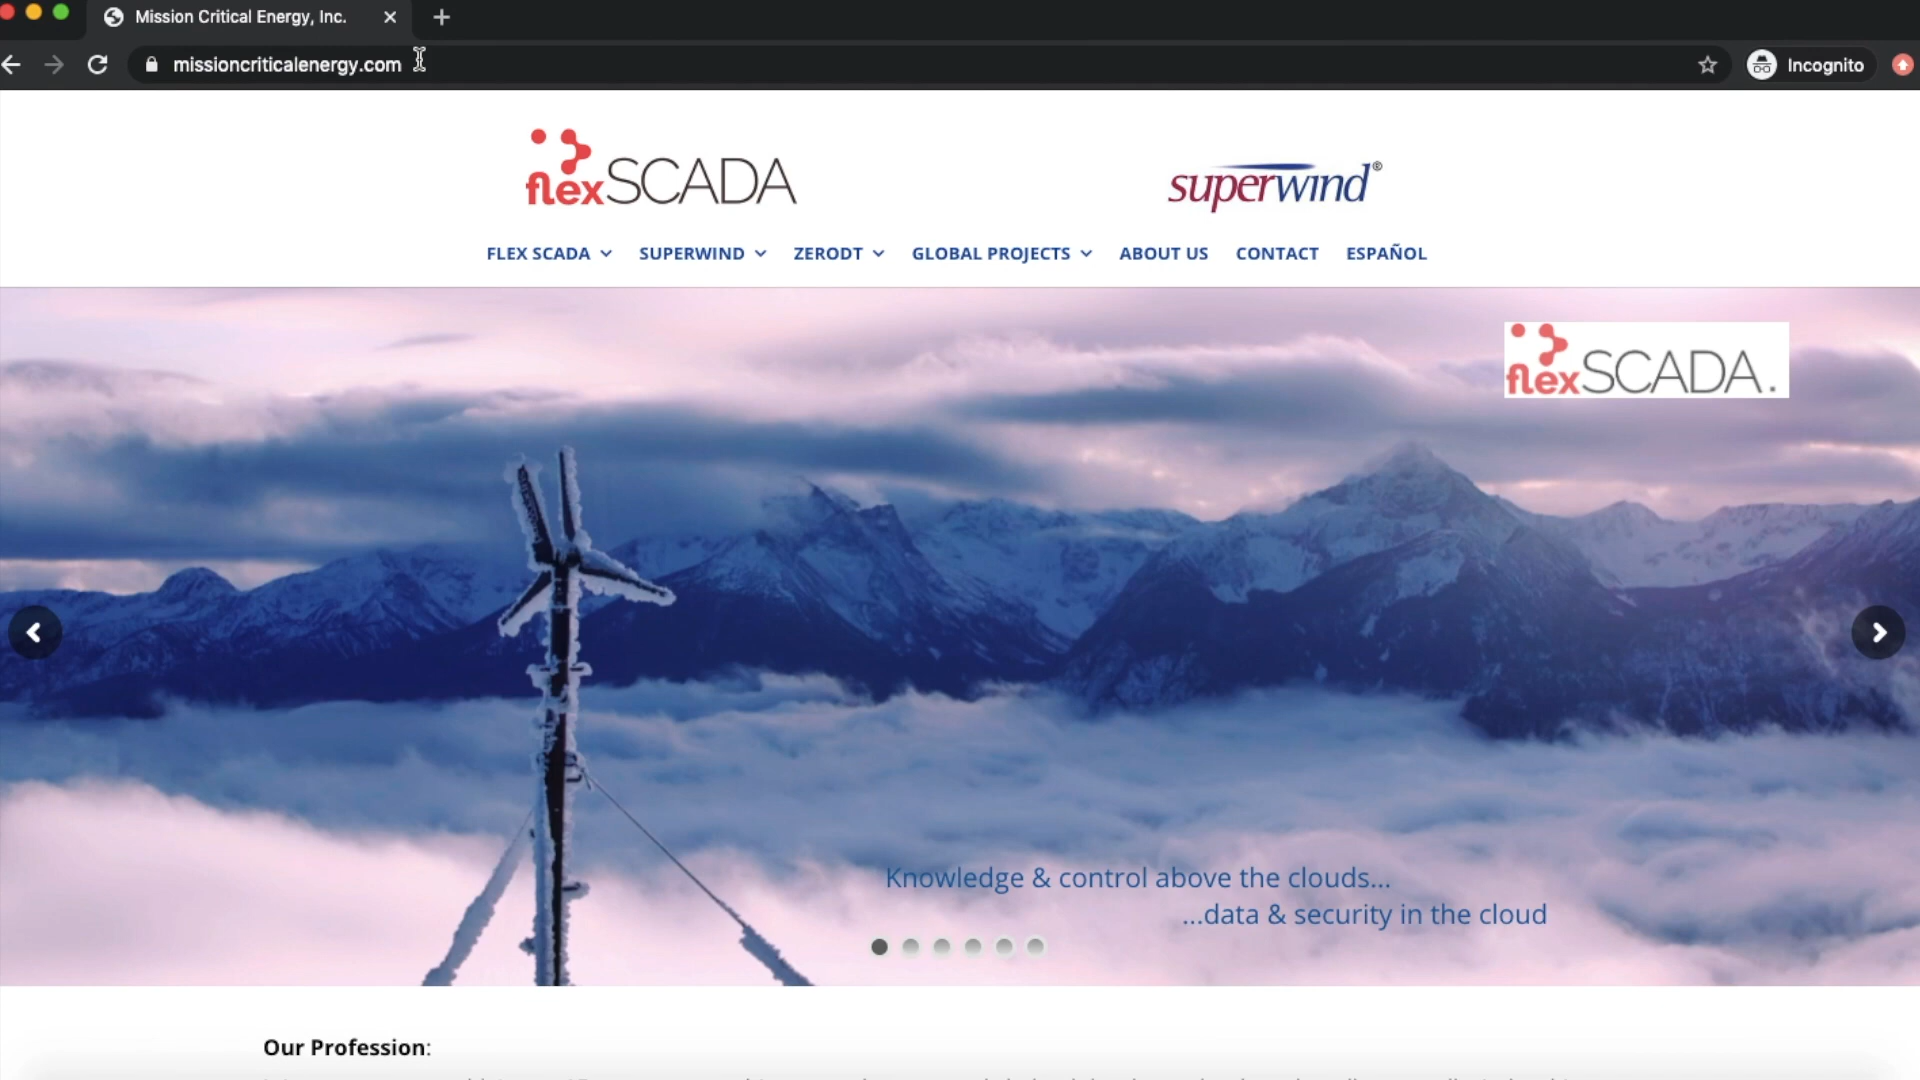 Mission Critical Energy, Inc.
missioncriticalenergy.com
Incognito
flexSCADA
superwind®
FLEX SCADA
SUPERWIND
ZERODT
GLOBAL PROJECTS
ABOUT US
CONTACT
ESPAÑOL
flexSCADA.
Knowledge & control above the clouds...
...data & security in the cloud
Our Profession: